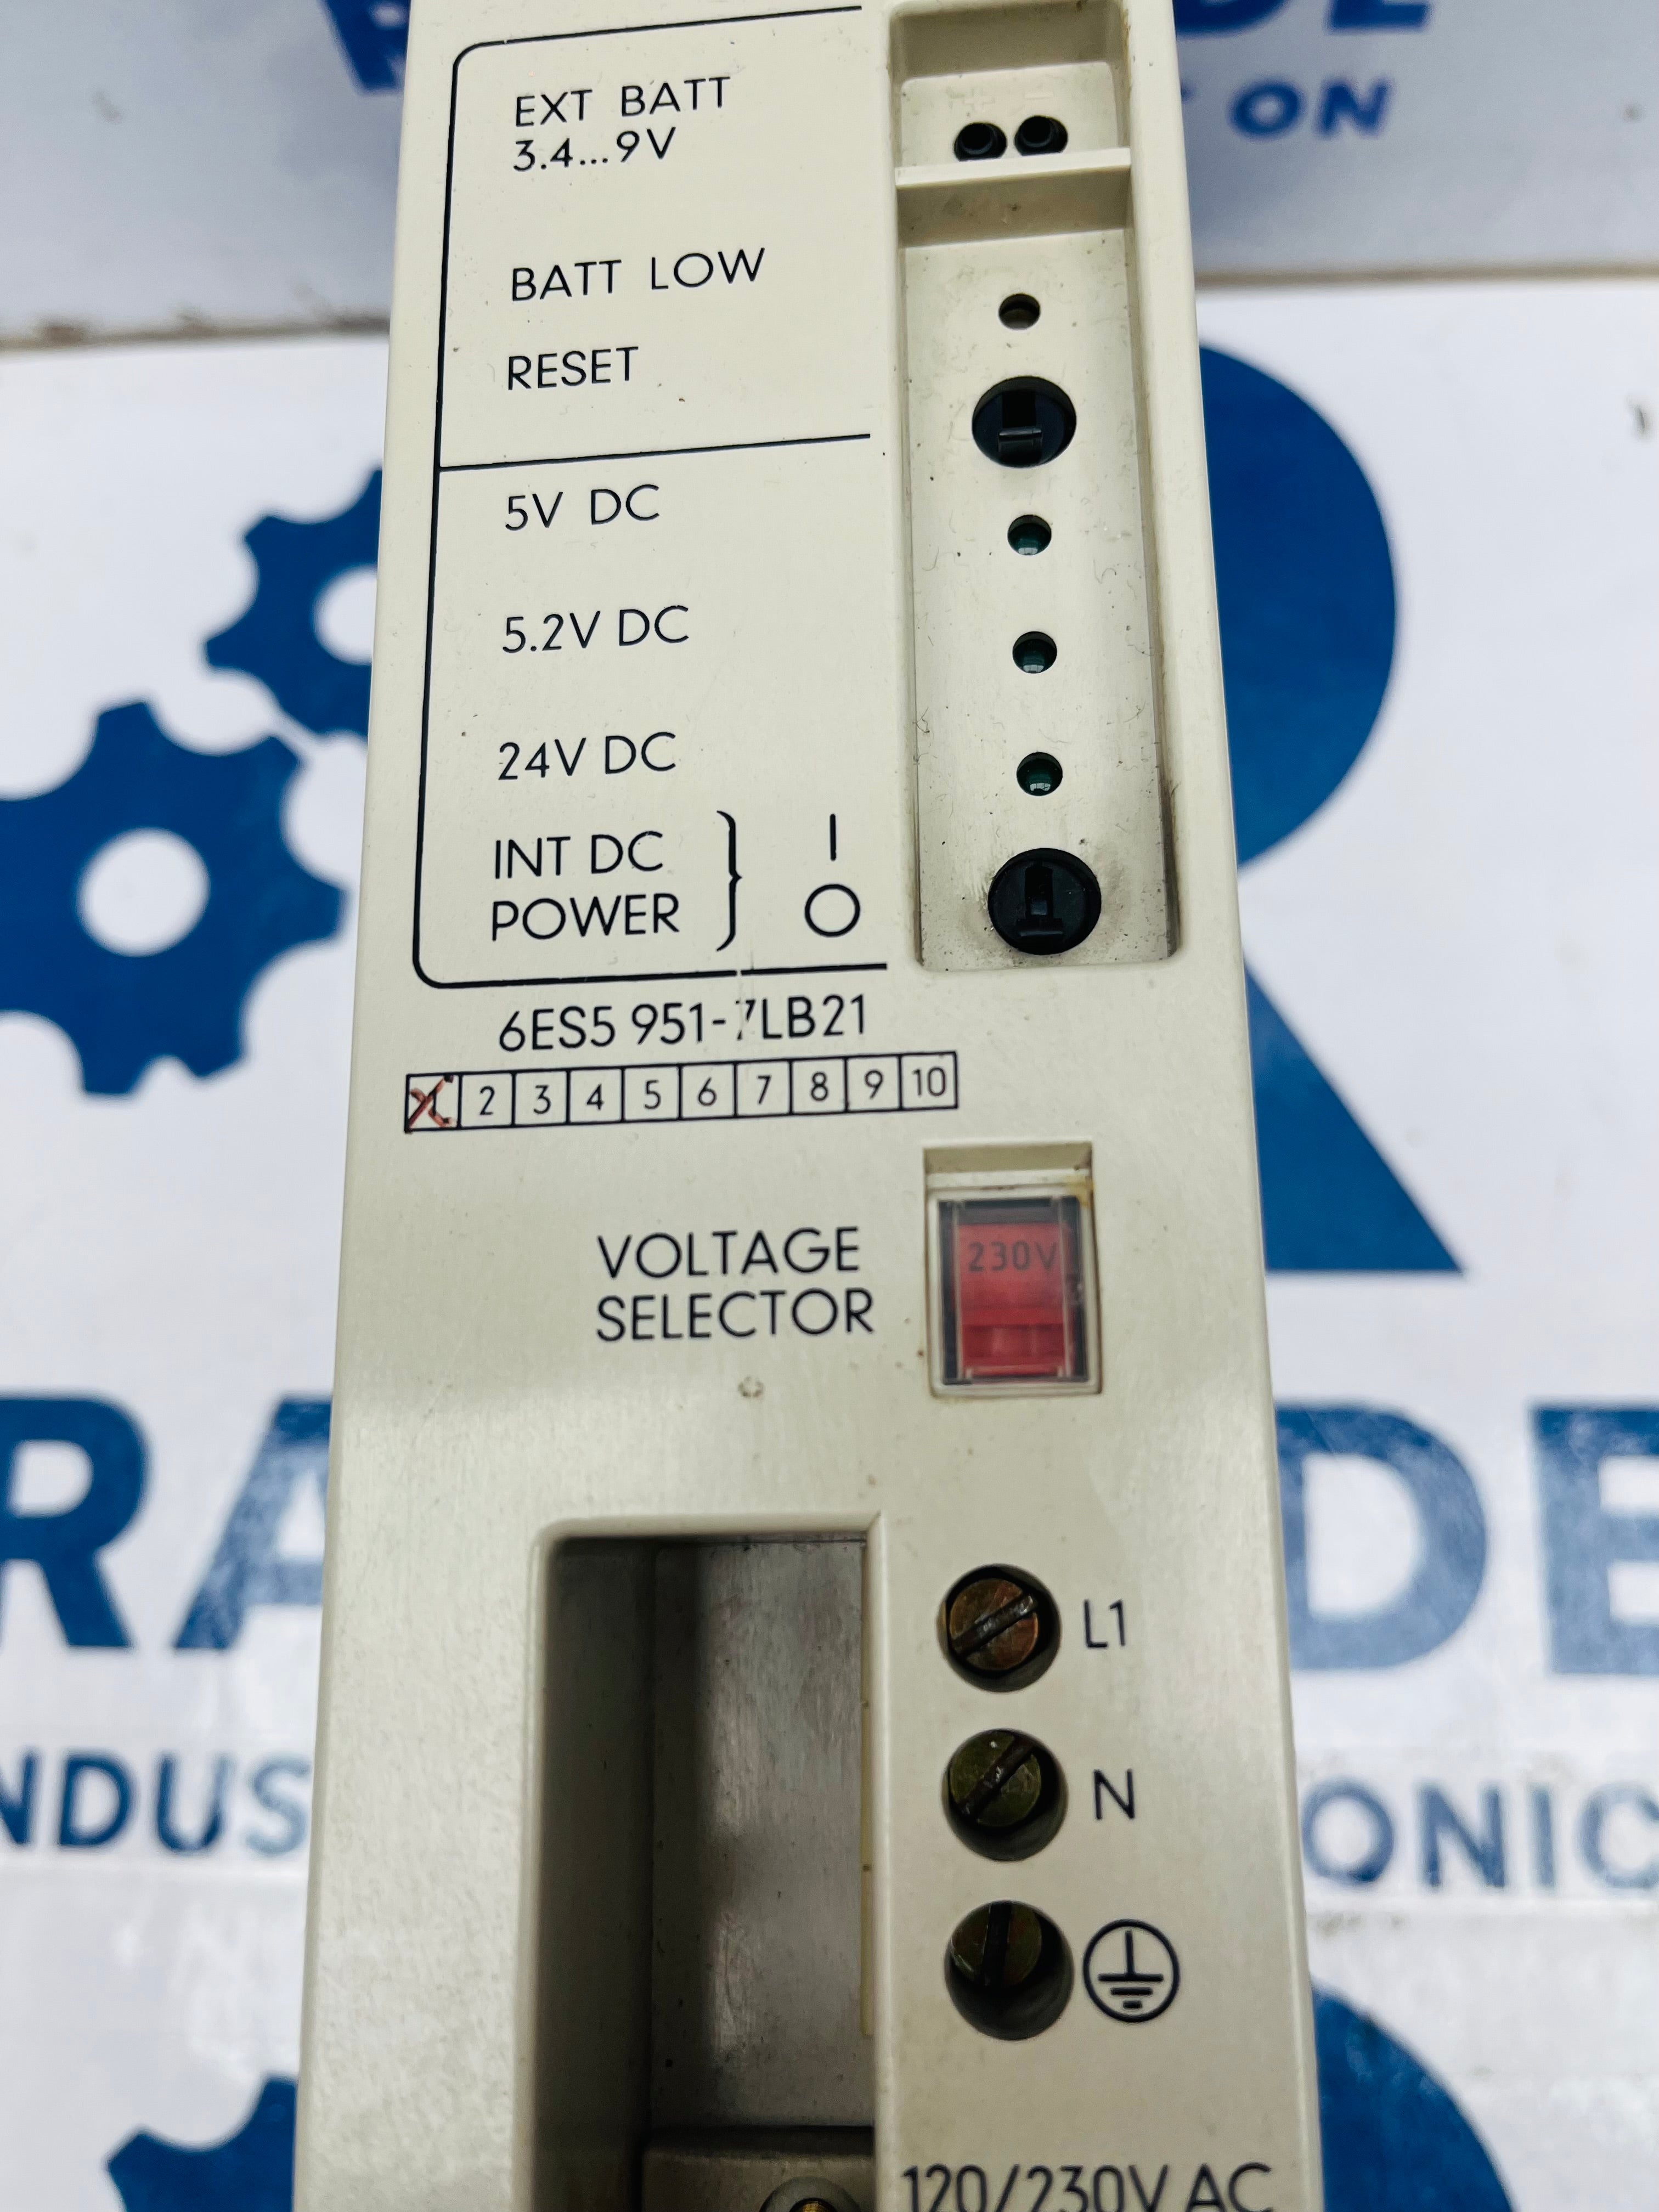 EXT BATT
3.4...9V
BATT LOW
RESET
5V DC
5.2V DC
24V DC
INT DC
POWER
I
O
6ES5 951-7LB21
2 3 4 5 6 7 8 9 10
VOLTAGE
SELECTOR
230V
L1
N
120/230V AC